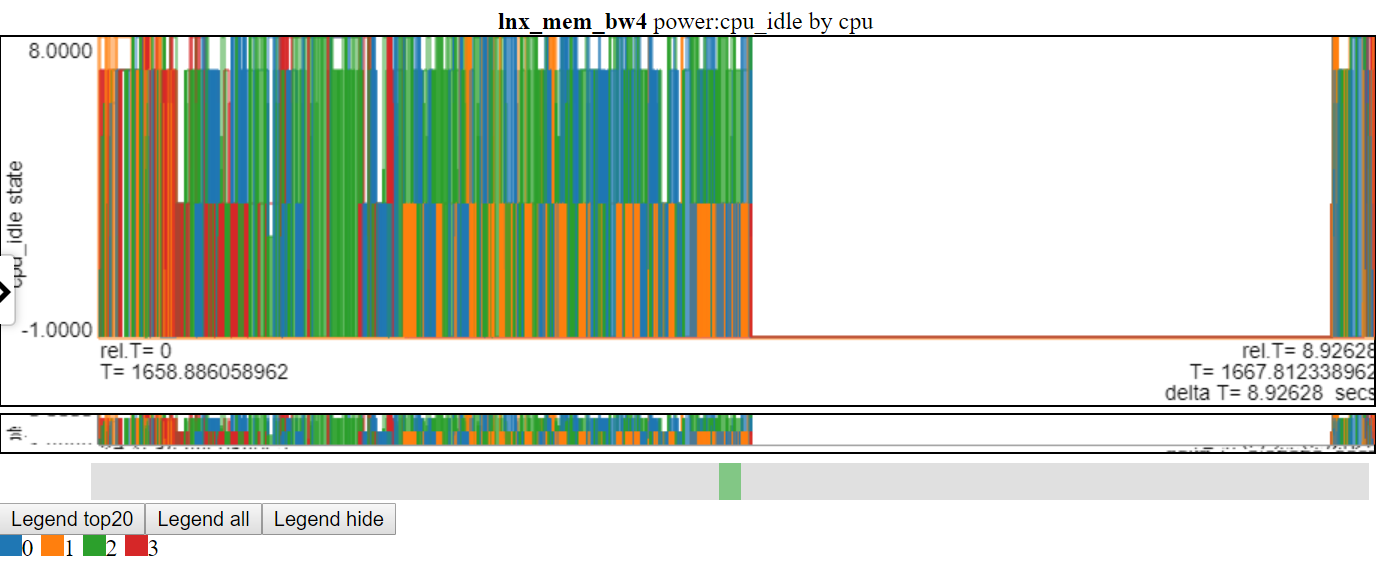 lnx_mem_bw4 power:cpu_idle by cpu
8.0000
cpu_idle state
-1.0000
rel.T= 0
T= 1658.886058962
rel.T= 8.92628
T= 1667.812338962
delta T= 8.92628 secs
Legend top20 Legend all Legend hide
0 1 2 3